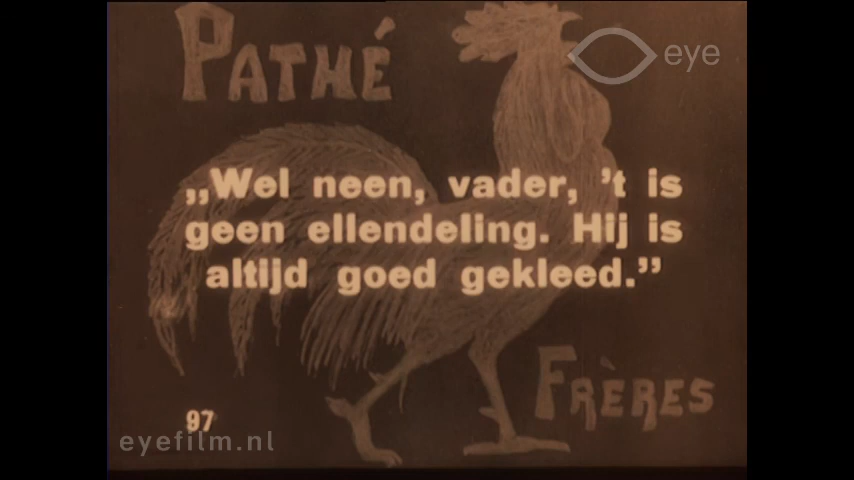 PATHÉ
eye
„Wel neen, vader, 't is
geen ellendeling. Hij is
altijd goed gekleed.”
FRÈRES
97
eyefilm.nl